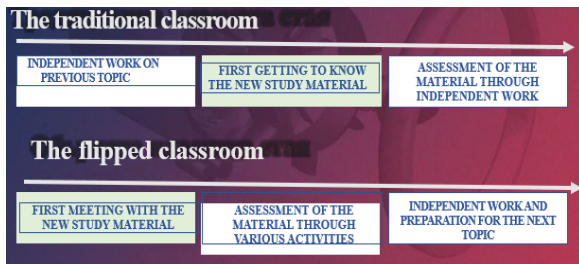 The traditional classroom
INDEPENDENT WORK ON
PREVIOUS TOPIC
FIRST GETTING TO KNOW
THE NEW STUDY MATERIAL
ASSESSMENT OF THE
MATERIAL THROUGH
INDEPENDENT WORK
The flipped classroom
FIRST MEETING WITH THE
NEW STUDY MATERIAL
ASSESSMENT OF THE
MATERIAL THROUGH
VARIOUS ACTIVITIES
INDEPENDENT WORK AND
PREPARATION FOR THE NEXT
TOPIC